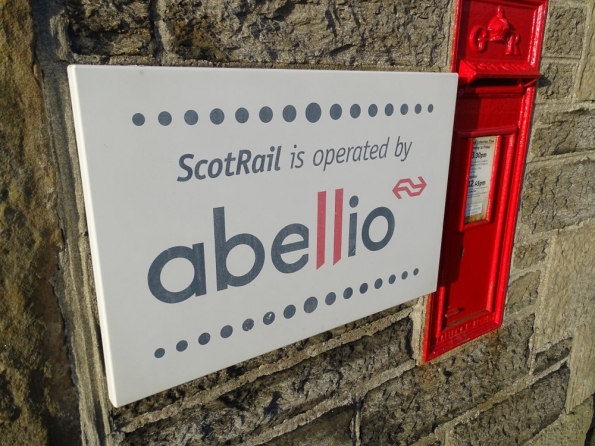 ScotRail is operated by
abellio